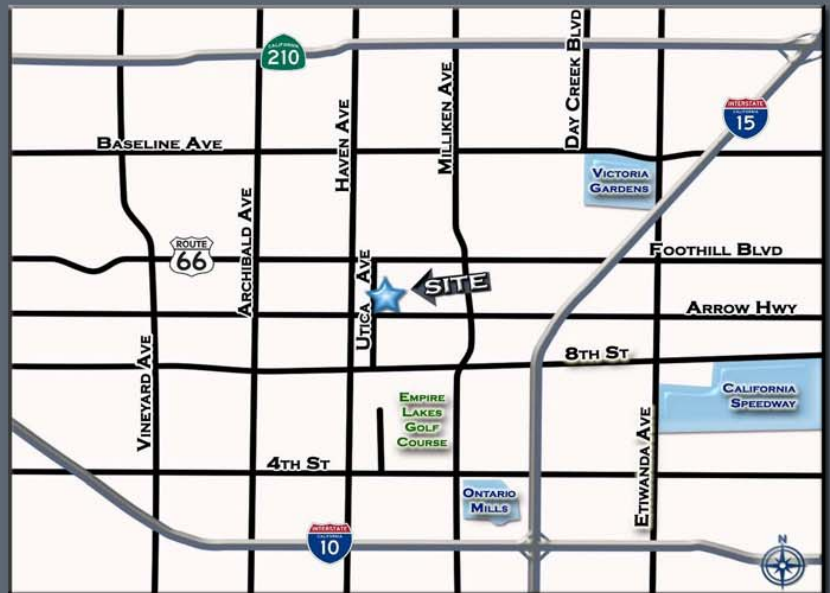 CALIFORNIA
210
DAY CREEK BLVD
INTERSTATE
CALIFORNIA
15
BASELINE AVE
HAVEN AVE
MILLIKEN AVE
VICTORIA
GARDENS
ARCHIBALD AVE
ROUTE
66
UTICA AVE
SITE
FOOTHILL BLVD
ARROW HWY
8TH ST
VINEYARD AVE
EMPIRE
LAKES
GOLF
COURSE
CALIFORNIA
SPEEDWAY
ETIWANDA AVE
4TH ST
ONTARIO
MILLS
INTERSTATE
CALIFORNIA
10
N